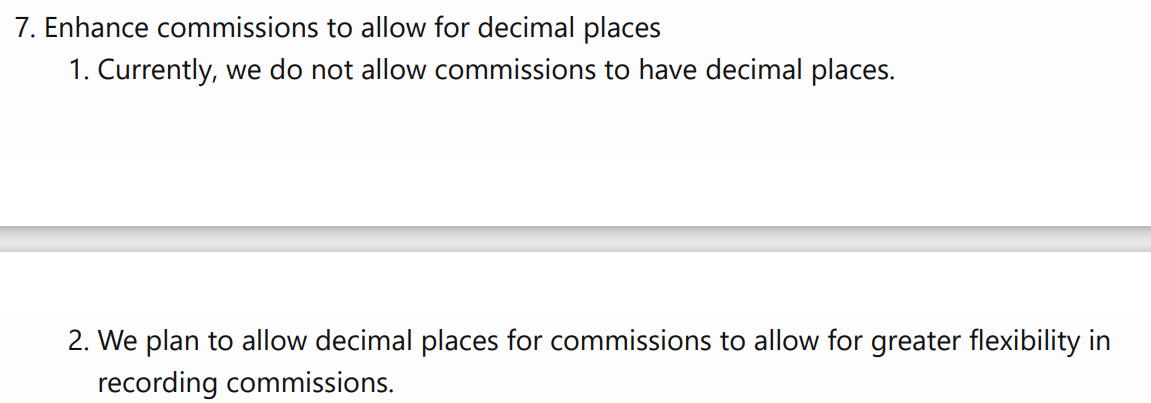 7. Enhance commissions to allow for decimal places
1. Currently, we do not allow commissions to have decimal places.
2. We plan to allow decimal places for commissions to allow for greater flexibility in
recording commissions.